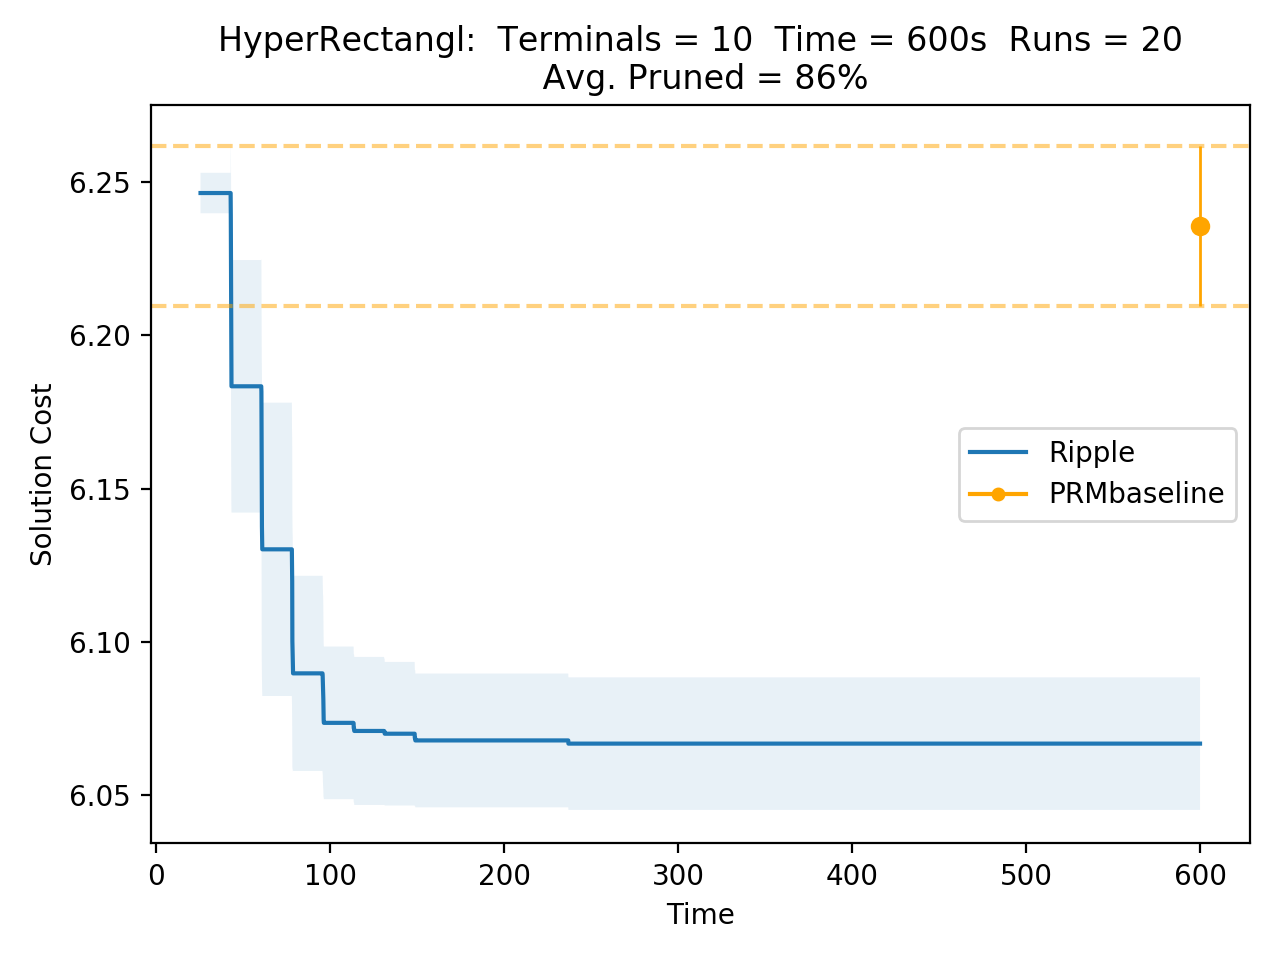 HyperRectangl: Terminals = 10 Time = 600s Runs = 20
Avg. Pruned = 86%
6.25
6.20
6.15
6.10
6.05
Solution Cost
Ripple
PRMbaseline
0 100 200 300 400 500 600
Time